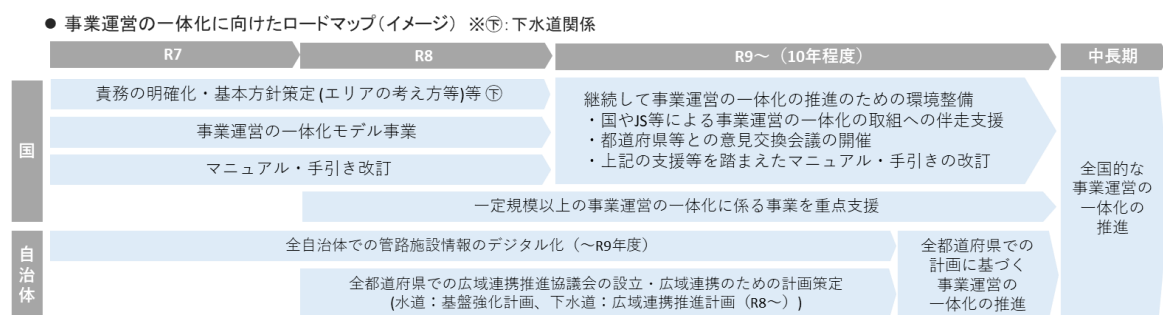 ● 事業運営の一体化に向けたロードマップ（イメージ） ※㊦：下水道関係
R7
R8
R9～（10年程度）
中長期
国
責務の明確化・基本方針策定 (エリアの考え方等)等 ㊦
事業運営の一体化モデル事業
マニュアル・手引き改訂
継続して事業運営の一体化の推進のための環境整備
・国やJS等による事業運営の一体化の取組への伴走支援
・都道府県等との意見交換会議の開催
・上記の支援等を踏まえたマニュアル・手引きの改訂
一定規模以上の事業運営の一体化に係る事業を重点支援
全国的な
事業運営の
一体化の
推進
自治体
全自治体での管路施設情報のデジタル化（～R9年度）
全都道府県での広域連携推進協議会の設立・広域連携のための計画策定
(水道：基盤強化計画、下水道：広域連携推進計画（R8～）)
全都道府県での
計画に基づく
事業運営の
一体化の推進